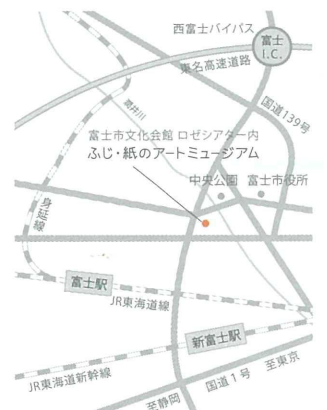 西富士バイパス
富士
I.C.
東名高速道路
国道139号
潤井川
富士市文化会館 ロゼシアター内
ふじ・紙のアートミュージアム
中央公園
富士市役所
身延線
富士駅
JR東海道線
新富士駅
JR東海道新幹線
国道1号
至東京
至静岡